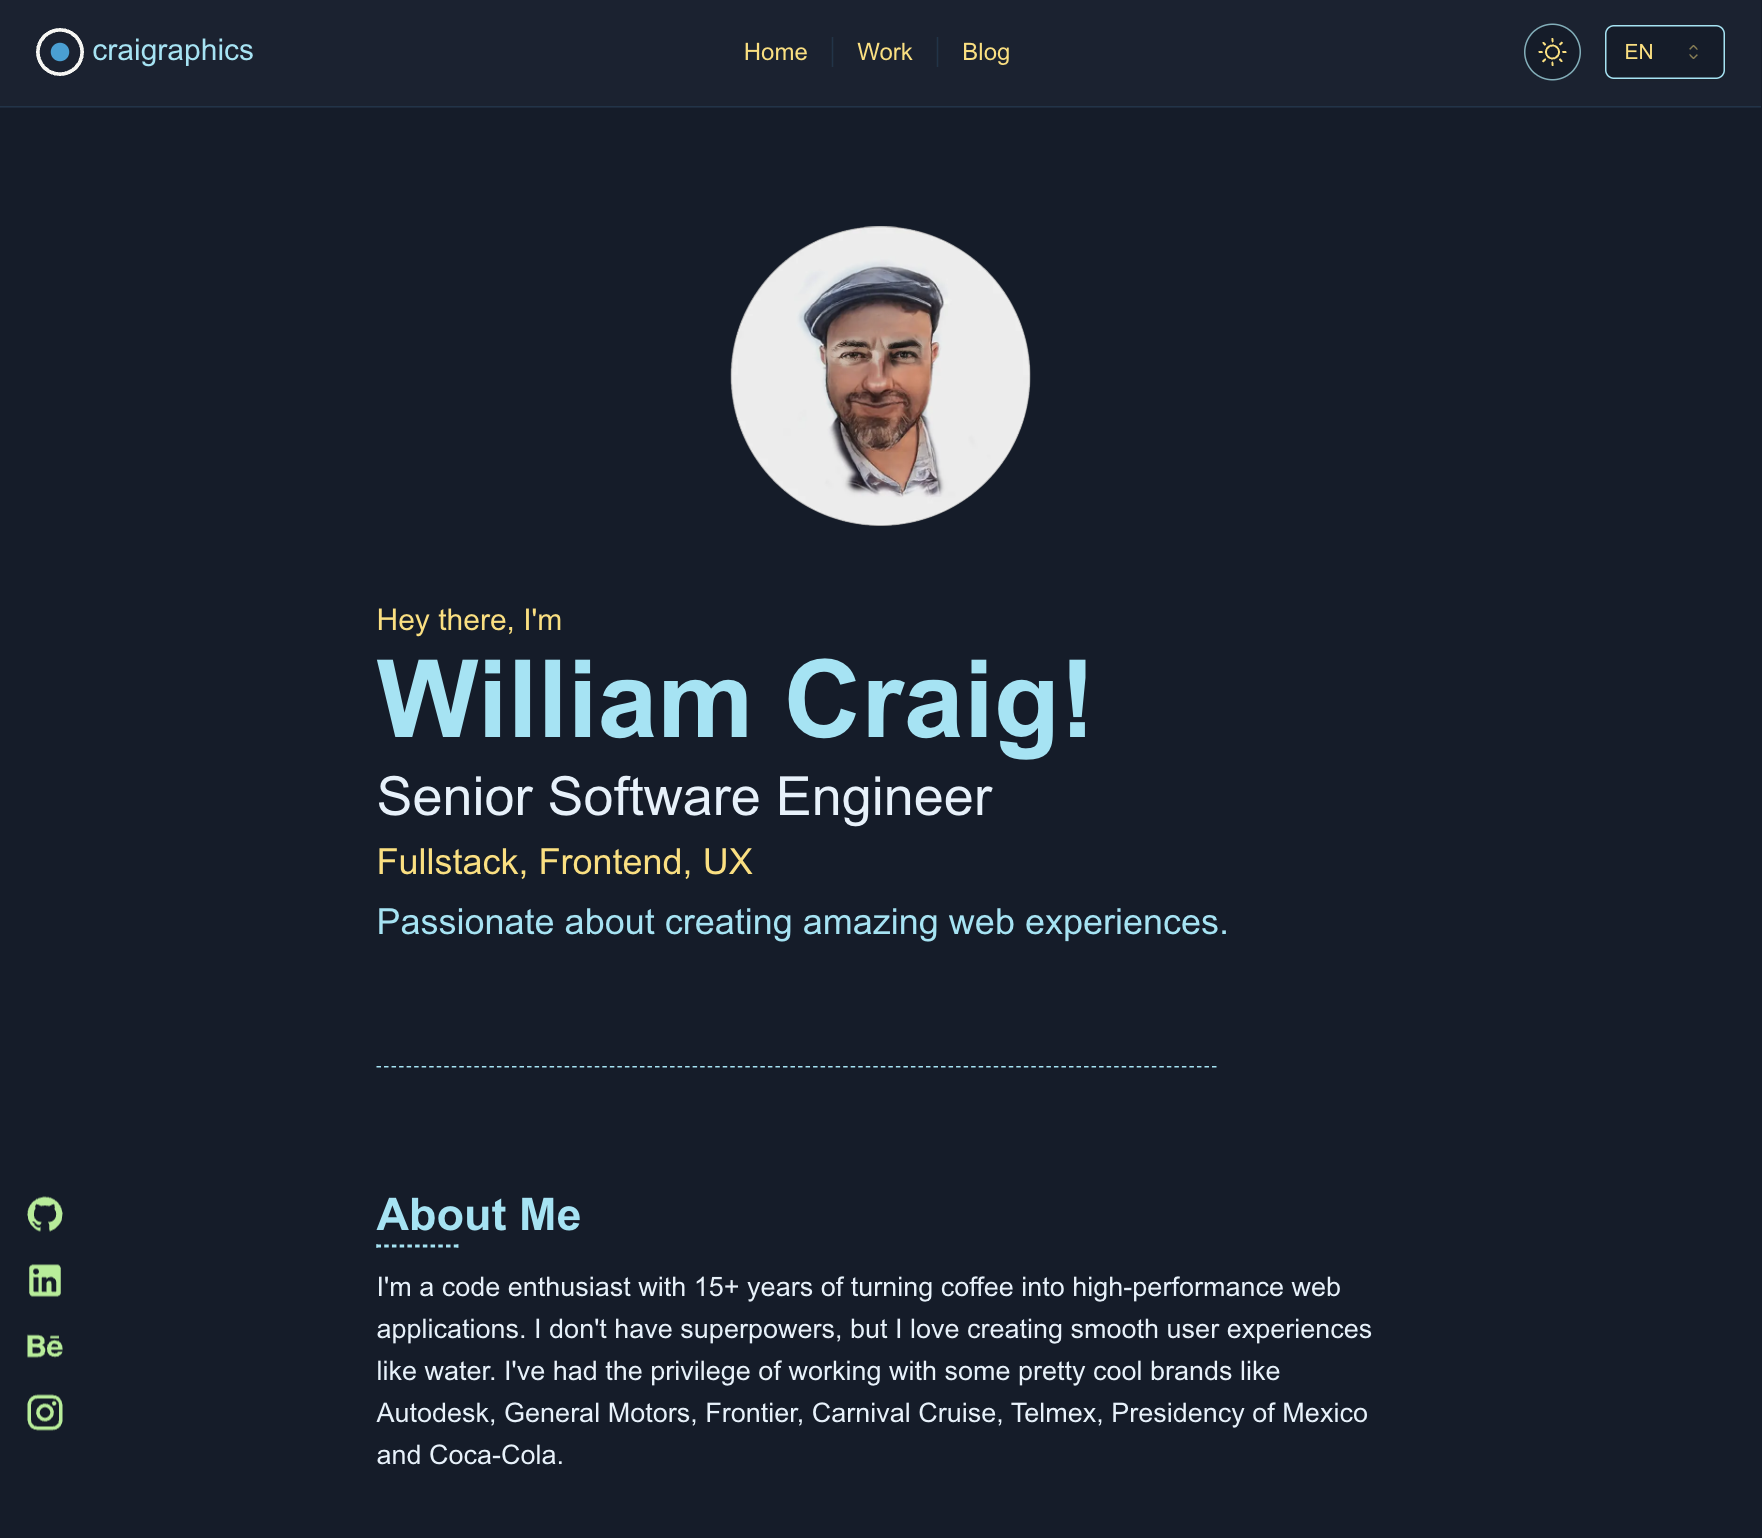 craigraphics
Home
Work
Blog
EN
Hey there, I'm
William Craig!
Senior Software Engineer
Fullstack, Frontend, UX
Passionate about creating amazing web experiences.
About Me
I'm a code enthusiast with 15+ years of turning coffee into high-performance web
applications. I don't have superpowers, but I love creating smooth user experiences
like water. I've had the privilege of working with some pretty cool brands like
Autodesk, General Motors, Frontier, Carnival Cruise, Telmex, Presidency of Mexico
and Coca-Cola.
in
Bē